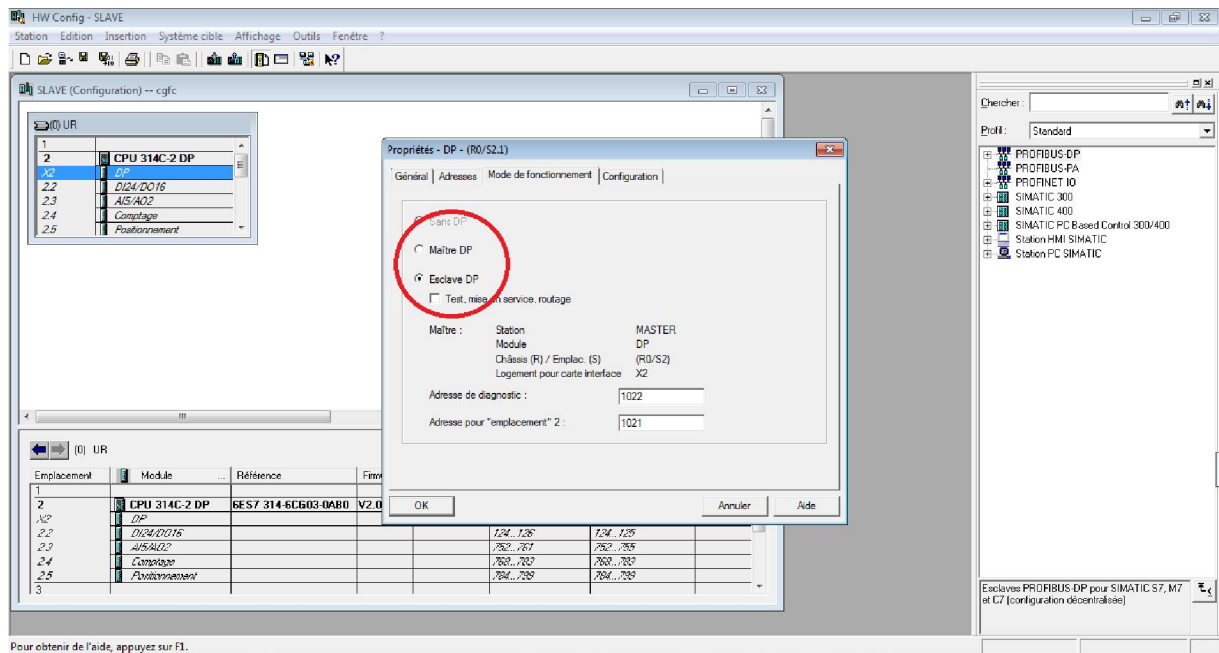 HW Config - SLAVE
Station Edition Insertion Système cible Affichage Outils Fenêtre ?
SLAVE (Configuration) -- cgfc
(0) UR
1
2 CPU 314C-2 DP
X2 DP
2.2 DI24/DO16
2.3 AI5/AO2
2.4 Comptage
2.5 Positionnement
Propriétés - DP - (R0/S2.1)
Général Adresses Mode de fonctionnement Configuration
Sans DP
Maître DP
Esclave DP
Test, mise en service, routage
Maître : Station MASTER
Module DP
Châssis (R) / Emplac. (S) (R0/S2)
Logement pour carte interface X2
Adresse de diagnostic : 1022
Adresse pour "emplacement" 2 : 1021
OK Annuler Aide
(0) UR
Emplacement Module ... Référence Firmw
1
2 CPU 314C-2 DP 6ES7 314-6CG03-0AB0 V2.0
X2 DP
2.2 DI24/DO16 124...126 124...125
2.3 AI5/AO2 752...761 752...755
2.4 Comptage 768...783 768...783
2.5 Positionnement 784...799 784...799
3
Chercher :
Profil : Standard
PROFIBUS-DP
PROFIBUS-PA
PROFINET IO
SIMATIC 300
SIMATIC 400
SIMATIC PC Based Control 300/400
Station HMI SIMATIC
Station PC SIMATIC
Esclaves PROFIBUS-DP pour SIMATIC S7, M7
et C7 (configuration décentralisée)
Pour obtenir de l'aide, appuyez sur F1.